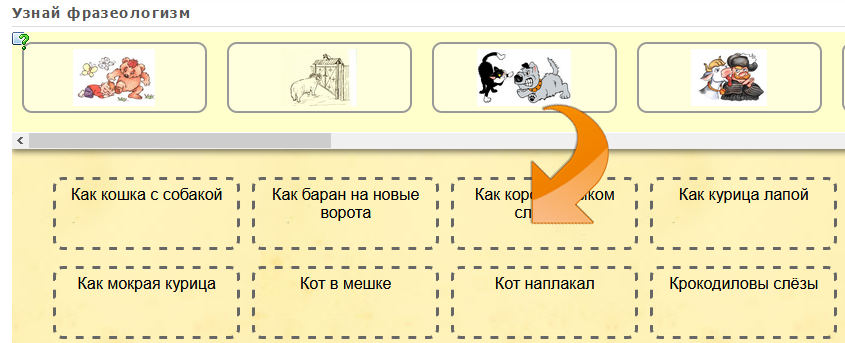 Узнай фразеологизм
Как кошка с собакой
Как баран на новые
ворота
Как
Как курица лапой
Как мокрая курица
Кот в мешке
Кот наплакал
Крокодиловы слёзы